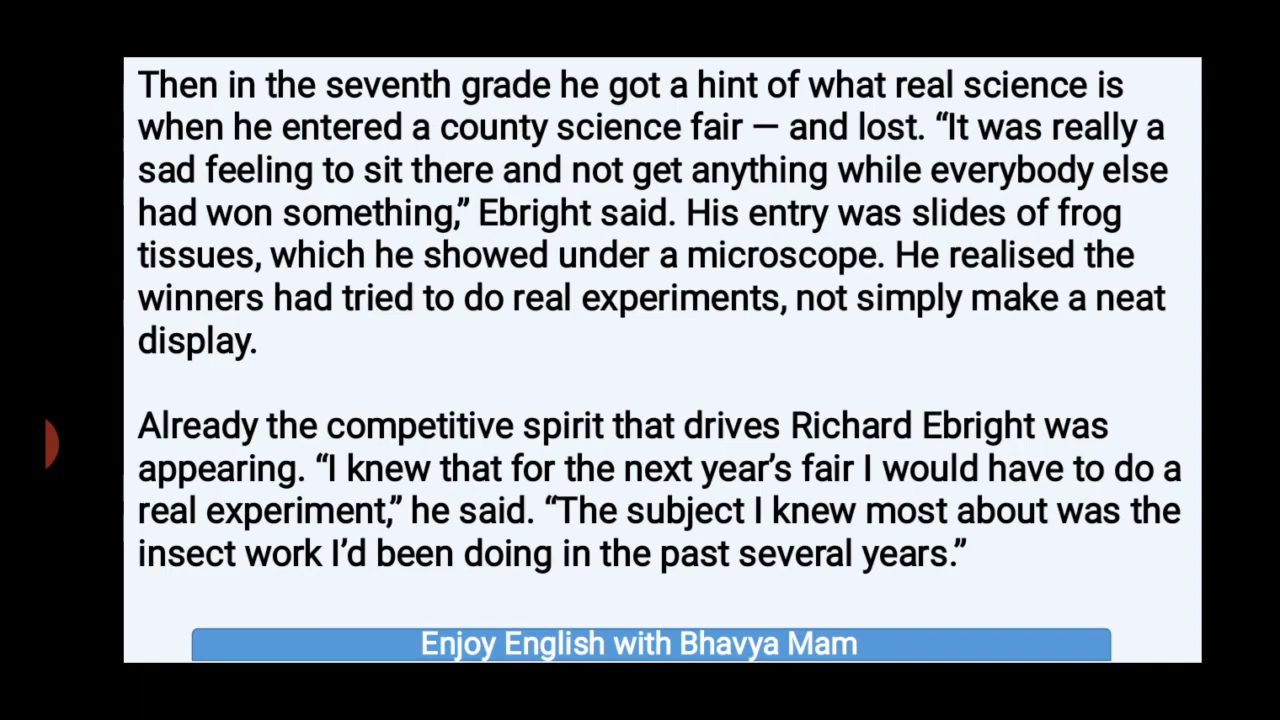 Then in the seventh grade he got a hint of what real science is
when he entered a county science fair — and lost. “It was really a
sad feeling to sit there and not get anything while everybody else
had won something,” Ebright said. His entry was slides of frog
tissues, which he showed under a microscope. He realised the
winners had tried to do real experiments, not simply make a neat
display.
Already the competitive spirit that drives Richard Ebright was
appearing. “I knew that for the next year’s fair I would have to do a
real experiment,” he said. “The subject I knew most about was the
insect work I’d been doing in the past several years.”
Enjoy English with Bhavya Mam